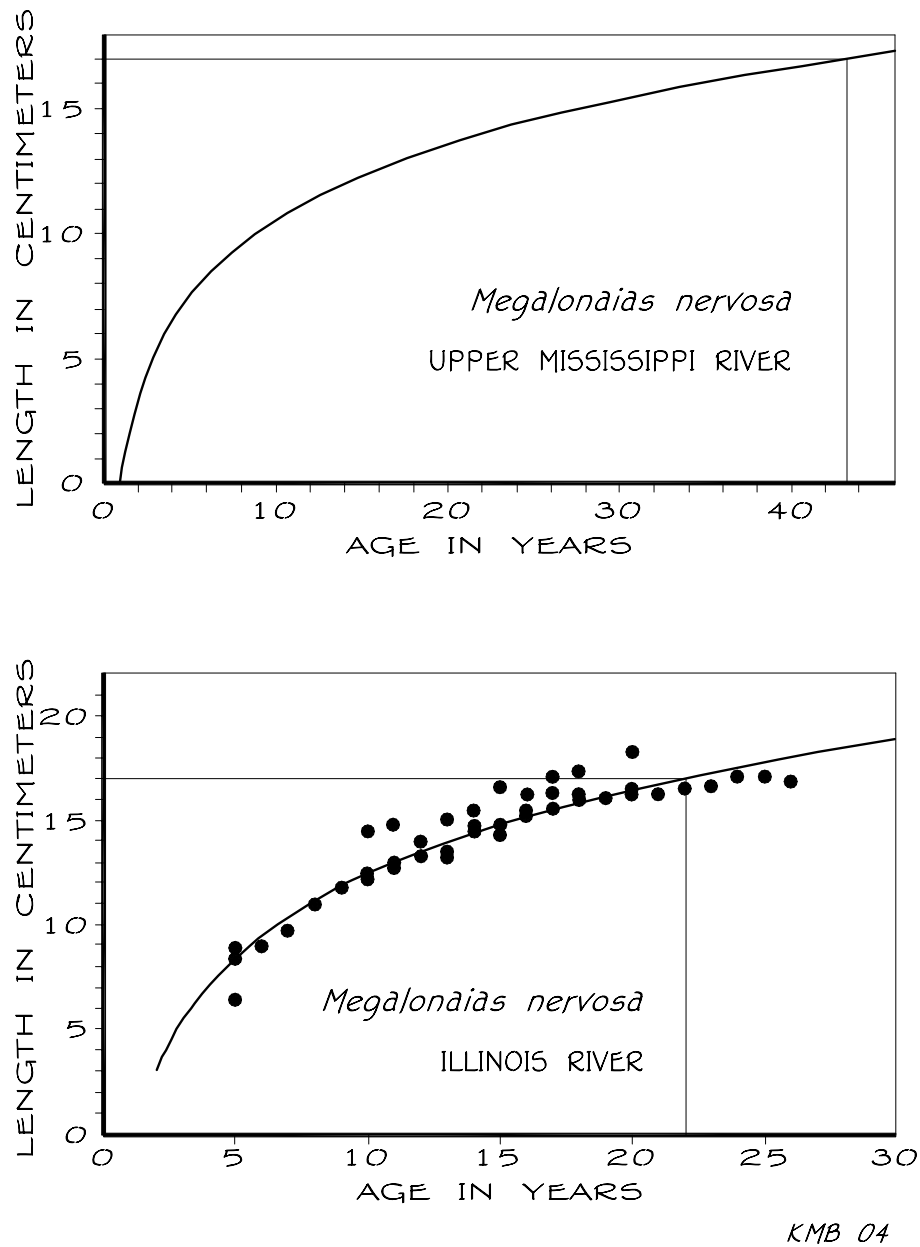 LENGTH IN CENTIMETERS
15
10
5
0
Megalonaias nervosa
UPPER MISSISSIPPI RIVER
0 10 20 30 40
AGE IN YEARS
LENGTH IN CENTIMETERS
20
15
10
5
0
Megalonaias nervosa
ILLINOIS RIVER
0 5 10 15 20 25 30
AGE IN YEARS
KMB 04